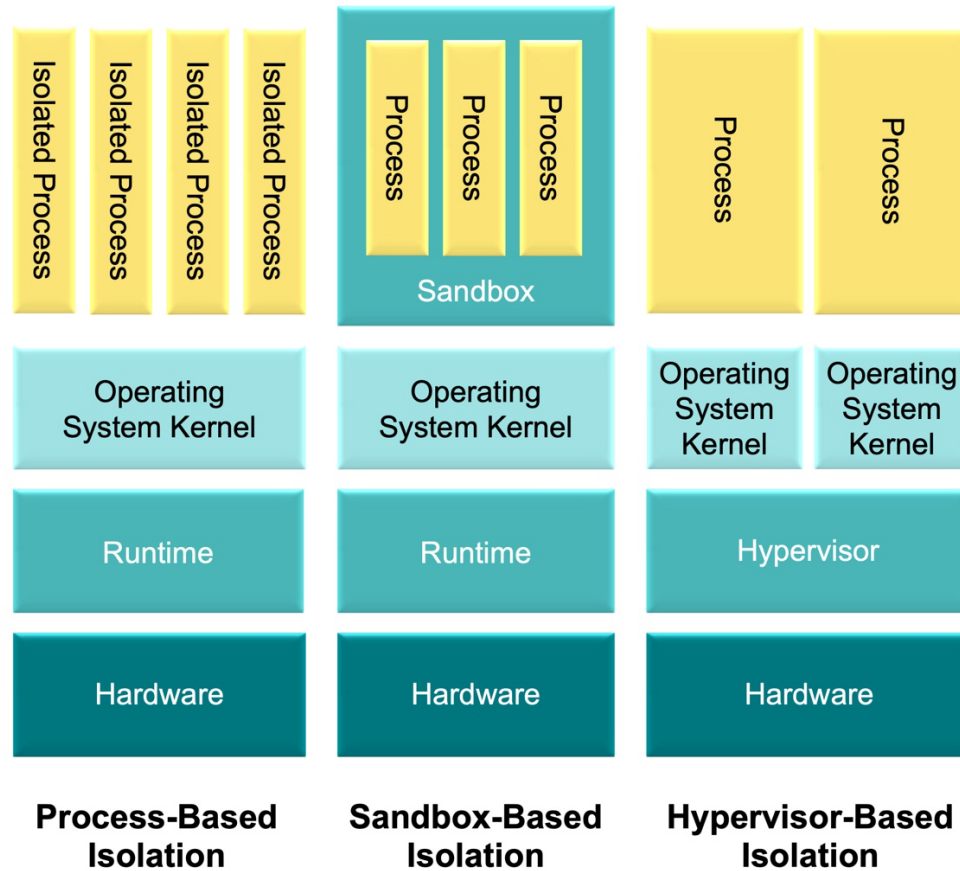 Isolated Process
Isolated Process
Isolated Process
Isolated Process
Operating
System Kernel
Runtime
Hardware
Process-Based
Isolation
Process
Process
Process
Sandbox
Operating
System Kernel
Runtime
Hardware
Sandbox-Based
Isolation
Process
Process
Operating
System
Kernel
Operating
System
Kernel
Hypervisor
Hardware
Hypervisor-Based
Isolation